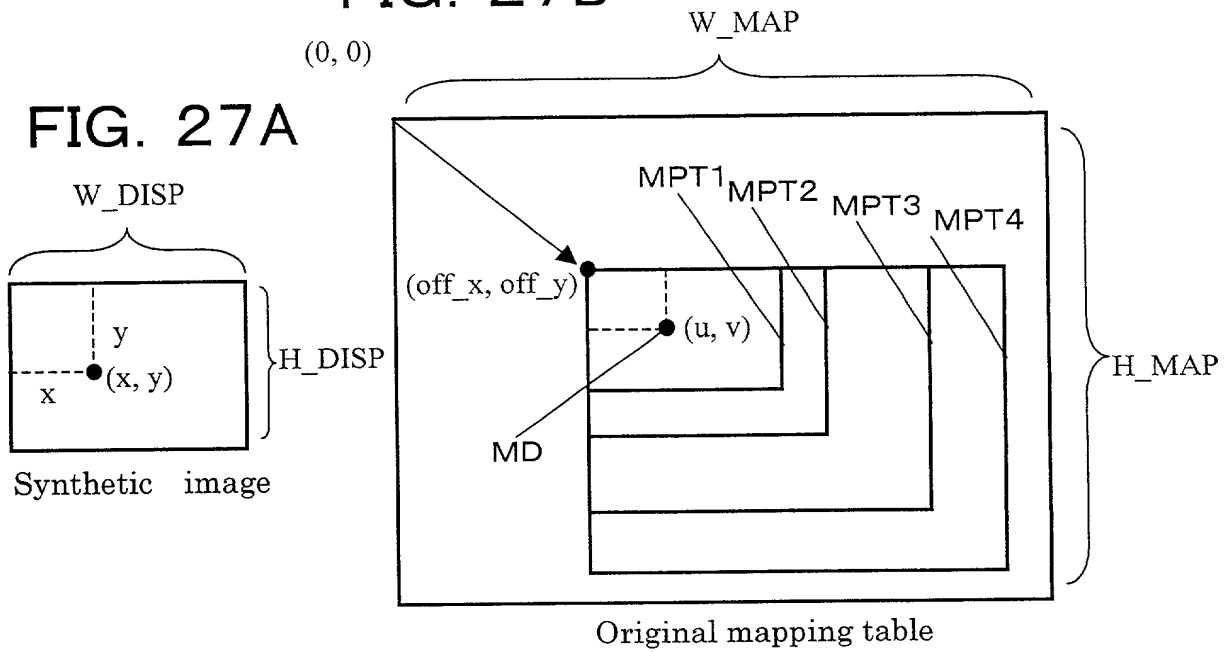 FIG. 27B
W_MAP
(0, 0)
FIG. 27A
W_DISP
MPT1
MPT2
MPT3
MPT4
(off_x, off_y)
(u, v)
y
H_DISP
(x, y)
x
H_MAP
MD
Synthetic image
Original mapping table